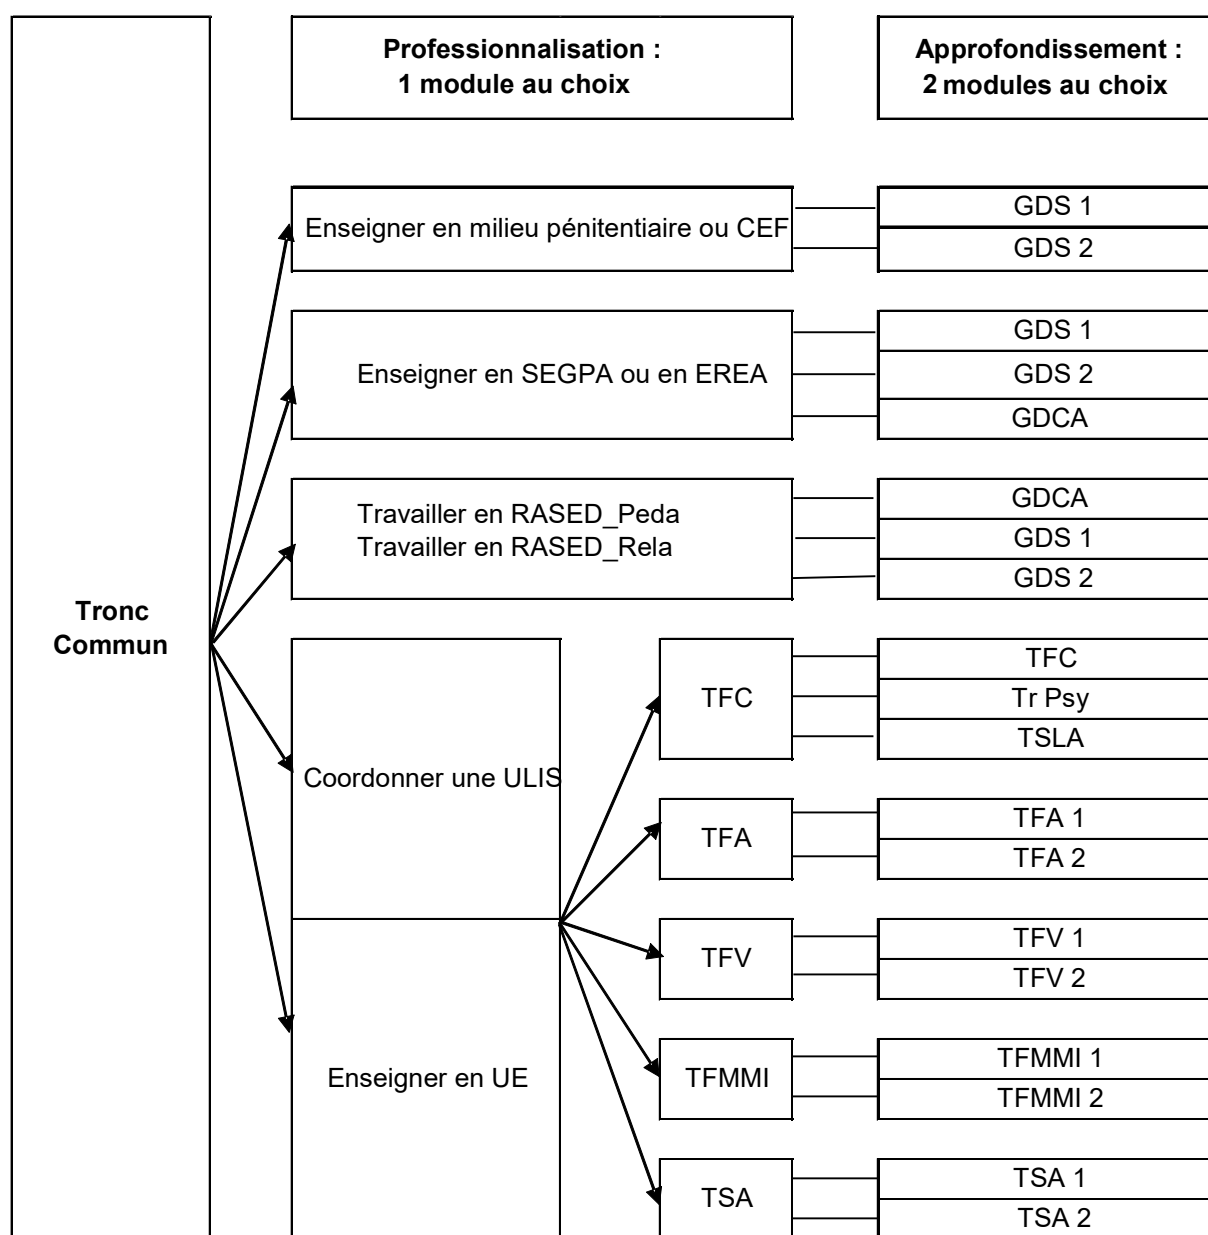 Professionnalisation :
1 module au choix
Approfondissement :
2 modules au choix
Tronc
Commun
Enseigner en milieu pénitentiaire ou CEF
GDS 1
GDS 2
Enseigner en SEGPA ou en EREA
GDS 1
GDS 2
GDCA
Travailler en RASED_Peda
Travailler en RASED_Rela
GDCA
GDS 1
GDS 2
Coordonner une ULIS
Enseigner en UE
TFC
TFC
Tr Psy
TSLA
TFA
TFA 1
TFA 2
TFV
TFV 1
TFV 2
TFMMI
TFMMI 1
TFMMI 2
TSA
TSA 1
TSA 2